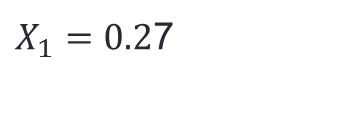 X₁ = 0.27